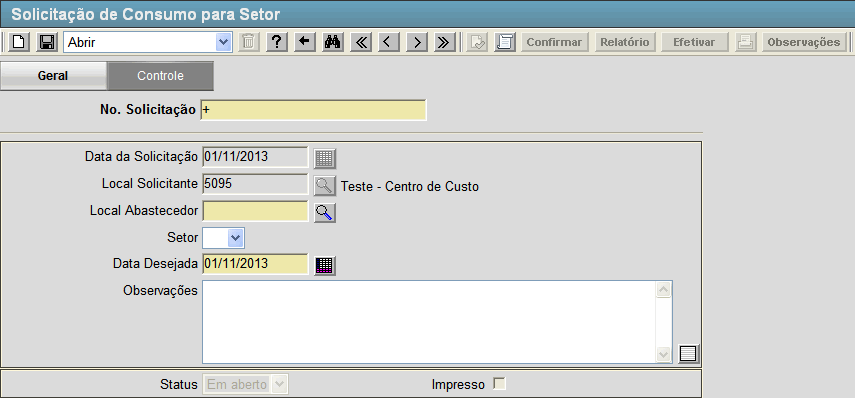 Solicitação de Consumo para Setor
Abrir ? Confirmar Relatório Efetivar Observações
Geral Controle
No. Solicitação +
Data da Solicitação 01/11/2013
Local Solicitante 5095 Teste - Centro de Custo
Local Abastecedor
Setor
Data Desejada 01/11/2013
Observações
Status Em aberto Impresso